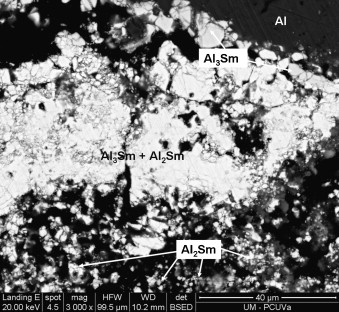 Al
Al₃Sm
Al₃Sm + Al₂Sm
Al₂Sm
Landing E spot mag HFW WD det 40 µm
20.00 keV 4.5 3 000 x 99.5 µm 10.2 mm BSED UM - PCUVa